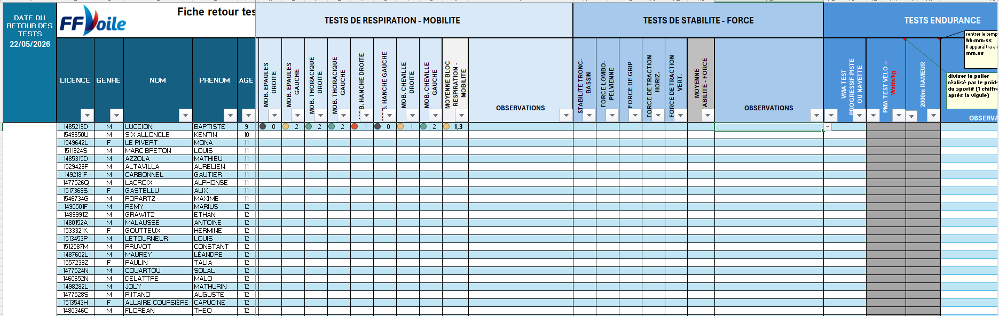 DATE DU
RETOUR DES
TESTS
22/05/2026
FFVoile
Fiche retour tes
TESTS DE RESPIRATION - MOBILITE
TESTS DE STABILITE - FORCE
TESTS ENDURANCE
rentrer le temp
hh:mm:ss
Il apparaîtra ain
mm:ss
diviser le palier
réalisé par le poids
du sportif (1 chiffre
après la vigule)
LICENCE
GENRE
NOM
PRENOM
AGE
MOB. EPAULES
DROITE
MOB. EPAULES
GAUCHE
MOB. THORACIQUE
DROITE
MOB. THORACIQUE
GAUCHE
HANCHE DROITE
HANCHE GAUCHE
MOB. CHEVILLE
DROITE
MOB. CHEVILLE
GAUCHE
MOYENNE BLOC
RESPIRATION -
MOBILITE
OBSERVATIONS
STABILITE TRONC-
BASSIN
FORCE LOMBO-
PELVIENNE
FORCE DE GRIP
FORCE DE TRACTION
HORIZ.
FORCE DE TRACTION
VERT.
MOYENNE
TABILITE - FORCE
OBSERVATIONS
VMA TEST
PROGRESSIF PISTE
OU NAVETTE
PMA TEST VELO =
Watts/kg
2000m RAMEUR
OBSERVA
1485219D M LUCCIONI BAPTISTE 9 0 2 2 2 1 0 1 2 1,3
1549650U M SIX ALLONCLE KENTIN 10
1549642L F LE PIVERT MONA 11
1511824S M MARC BRETON LOUIS 11
1485315D M AZZOLA MATHIEU 11
1529429F M ALTAVILLA AURELIEN 11
1492181F M CARBONNEL GAUTIER 11
1477526Q M LACROIX ALPHONSE 11
1517368S F GASTELLU ALIX 11
1546734G M ROPARTZ MAXIME 11
1490501F M REMY MARIUS 12
1489991Z M GRAWITZ ETHAN 12
1480152A M MALAUSSE ANTOINE 12
1533321K F GOUTTEUX HERMINE 12
1513453P M LETOURNEUR LOUIS 12
1512587M M PRUVOT CONSTANT 12
1487602L M MAUREY LÉANDRE 12
1557239Z F PAULIN TALIA 12
1477524N M COUARTOU SOLAL 12
1460652N M DELATTRE MALO 12
1498282L M JOLY MATHURIN 12
1477528S M RIITANO AUGUSTE 12
1513543H F ALLAIRE COURSIÈRE CAPUCINE 12
1480346C M FLOREAN THEO 12